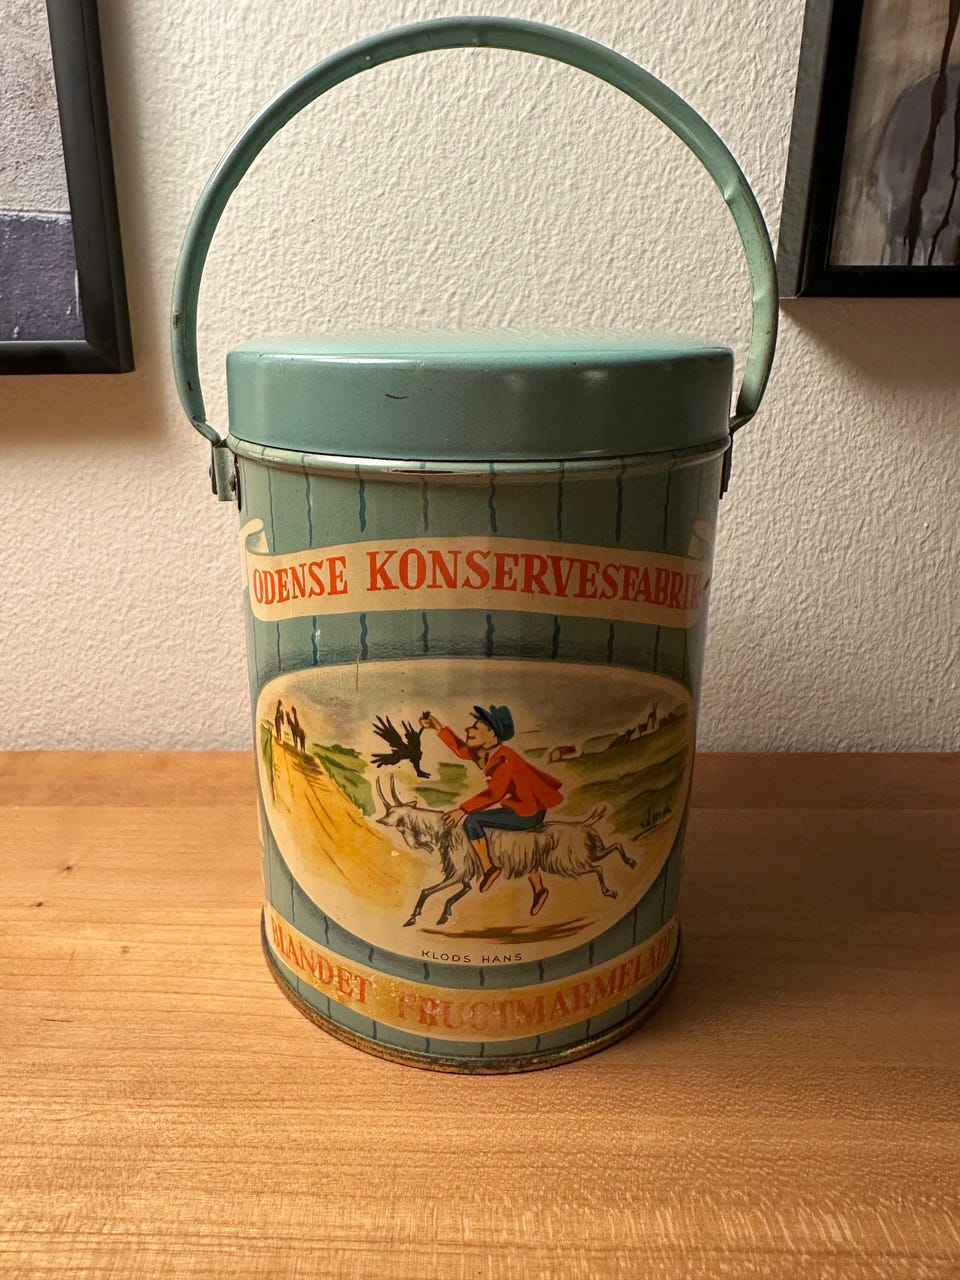 ODENSE KONSERVESFABRIK
KLODS HANS
BLANDET FRUGTMARMELADE